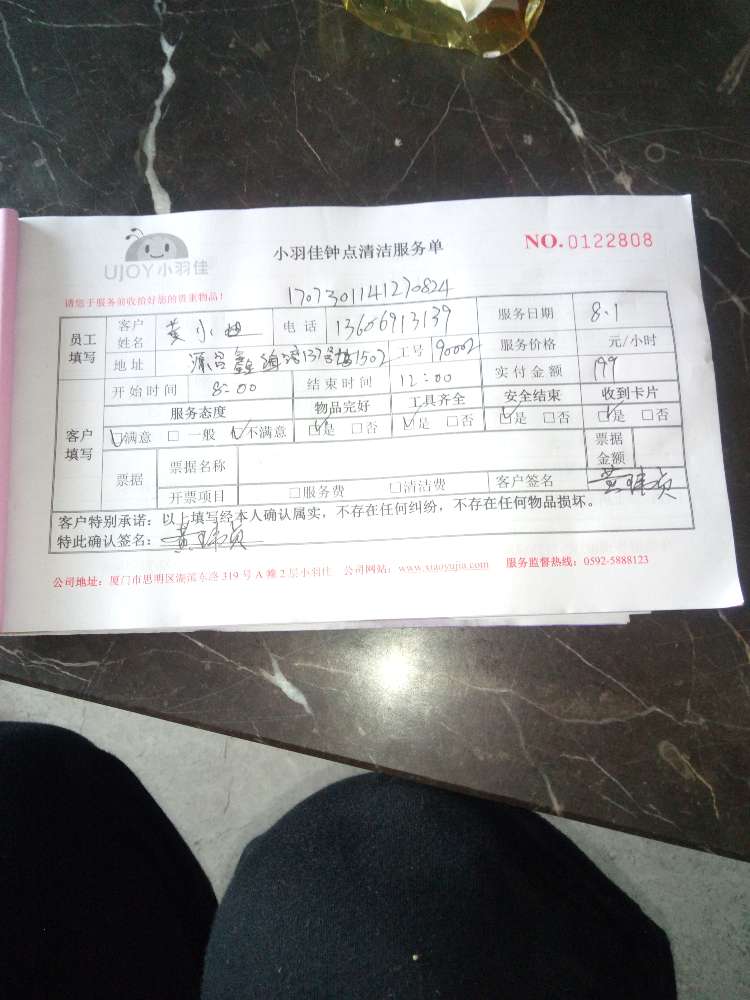 UJOY小羽佳
小羽佳钟点清洁服务单
NO.0122808
请您于服务前收拾好您的贵重物品!
1707301141270824
员工填写
客户姓名 小
电话 13606913139
服务日期 8.1
地址 137号 1502
工号 90002
服务价格 元/小时
客户填写
开始时间 8:00
结束时间 12:00
实付金额 199
服务态度 物品完好 工具齐全 安全结束 收到卡片
满意 一般 不满意 是 否 是 否 是 否 是 否
票据
票据名称
票据金额
开票项目 服务费 清洁费
客户签名 黄
客户特别承诺:以上填写经本人确认属实,不存在任何纠纷,不存在任何物品损坏。
特此确认签名: 黄
公司地址:厦门市思明区湖滨东路 319 号 A 幢 2 层小羽佳 公司网站:www.xiaoyujia.com 服务监督热线:0592-5888123